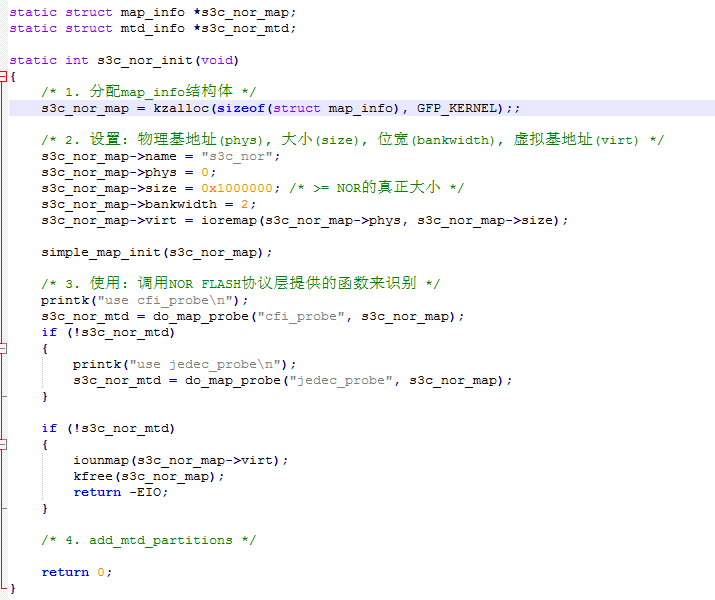 static struct map_info *s3c_nor_map;
static struct mtd_info *s3c_nor_mtd;
static int s3c_nor_init(void)
{
/* 1. 分配map_info结构体 */
s3c_nor_map = kzalloc(sizeof(struct map_info), GFP_KERNEL);;
/* 2. 设置: 物理基地址(phys), 大小(size), 位宽(bankwidth), 虚拟基地址(virt) */
s3c_nor_map->name = "s3c_nor";
s3c_nor_map->phys = 0;
s3c_nor_map->size = 0x1000000; /* >= NOR的真正大小 */
s3c_nor_map->bankwidth = 2;
s3c_nor_map->virt = ioremap(s3c_nor_map->phys, s3c_nor_map->size);
simple_map_init(s3c_nor_map);
/* 3. 使用: 调用NOR FLASH协议层提供的函数来识别 */
printk("use cfi_probe\n");
s3c_nor_mtd = do_map_probe("cfi_probe", s3c_nor_map);
if (!s3c_nor_mtd)
{
printk("use jedec_probe\n");
s3c_nor_mtd = do_map_probe("jedec_probe", s3c_nor_map);
}
if (!s3c_nor_mtd)
{
iounmap(s3c_nor_map->virt);
kfree(s3c_nor_map);
return -EIO;
}
/* 4. add_mtd_partitions */
return 0;
}